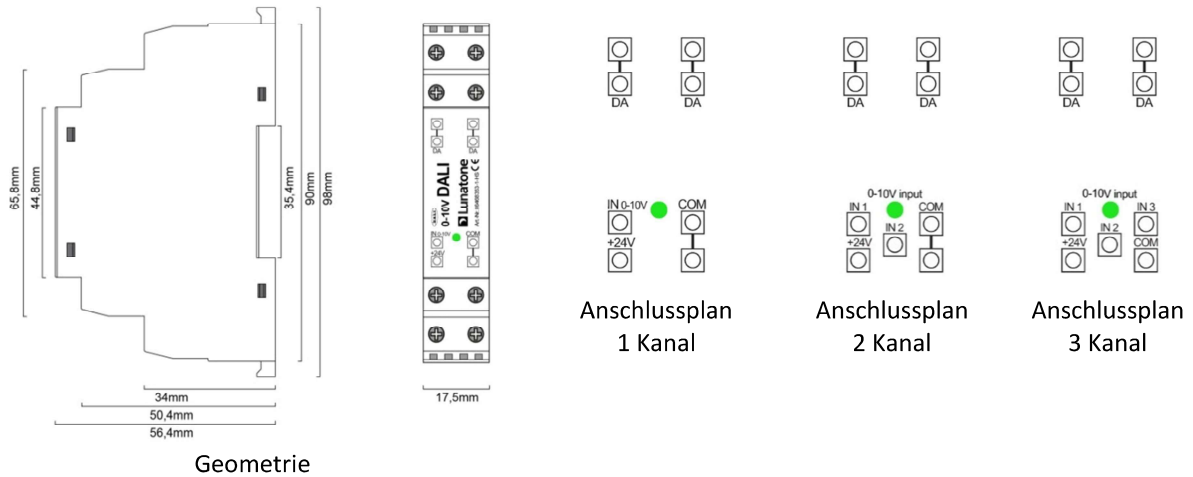 65,8mm
44,8mm
35,4mm
90mm
98mm
34mm
50,4mm
56,4mm
Geometrie
DA DA
0-10V DALI
Lunatone CE
IN 0-10V COM
+24V
17,5mm
DA DA
IN 0-10V COM
+24V
Anschlussplan
1 Kanal
DA DA
0-10V input
IN 1 COM
IN 2
+24V
Anschlussplan
2 Kanal
DA DA
0-10V input
IN 1 IN 3
IN 2
+24V COM
Anschlussplan
3 Kanal